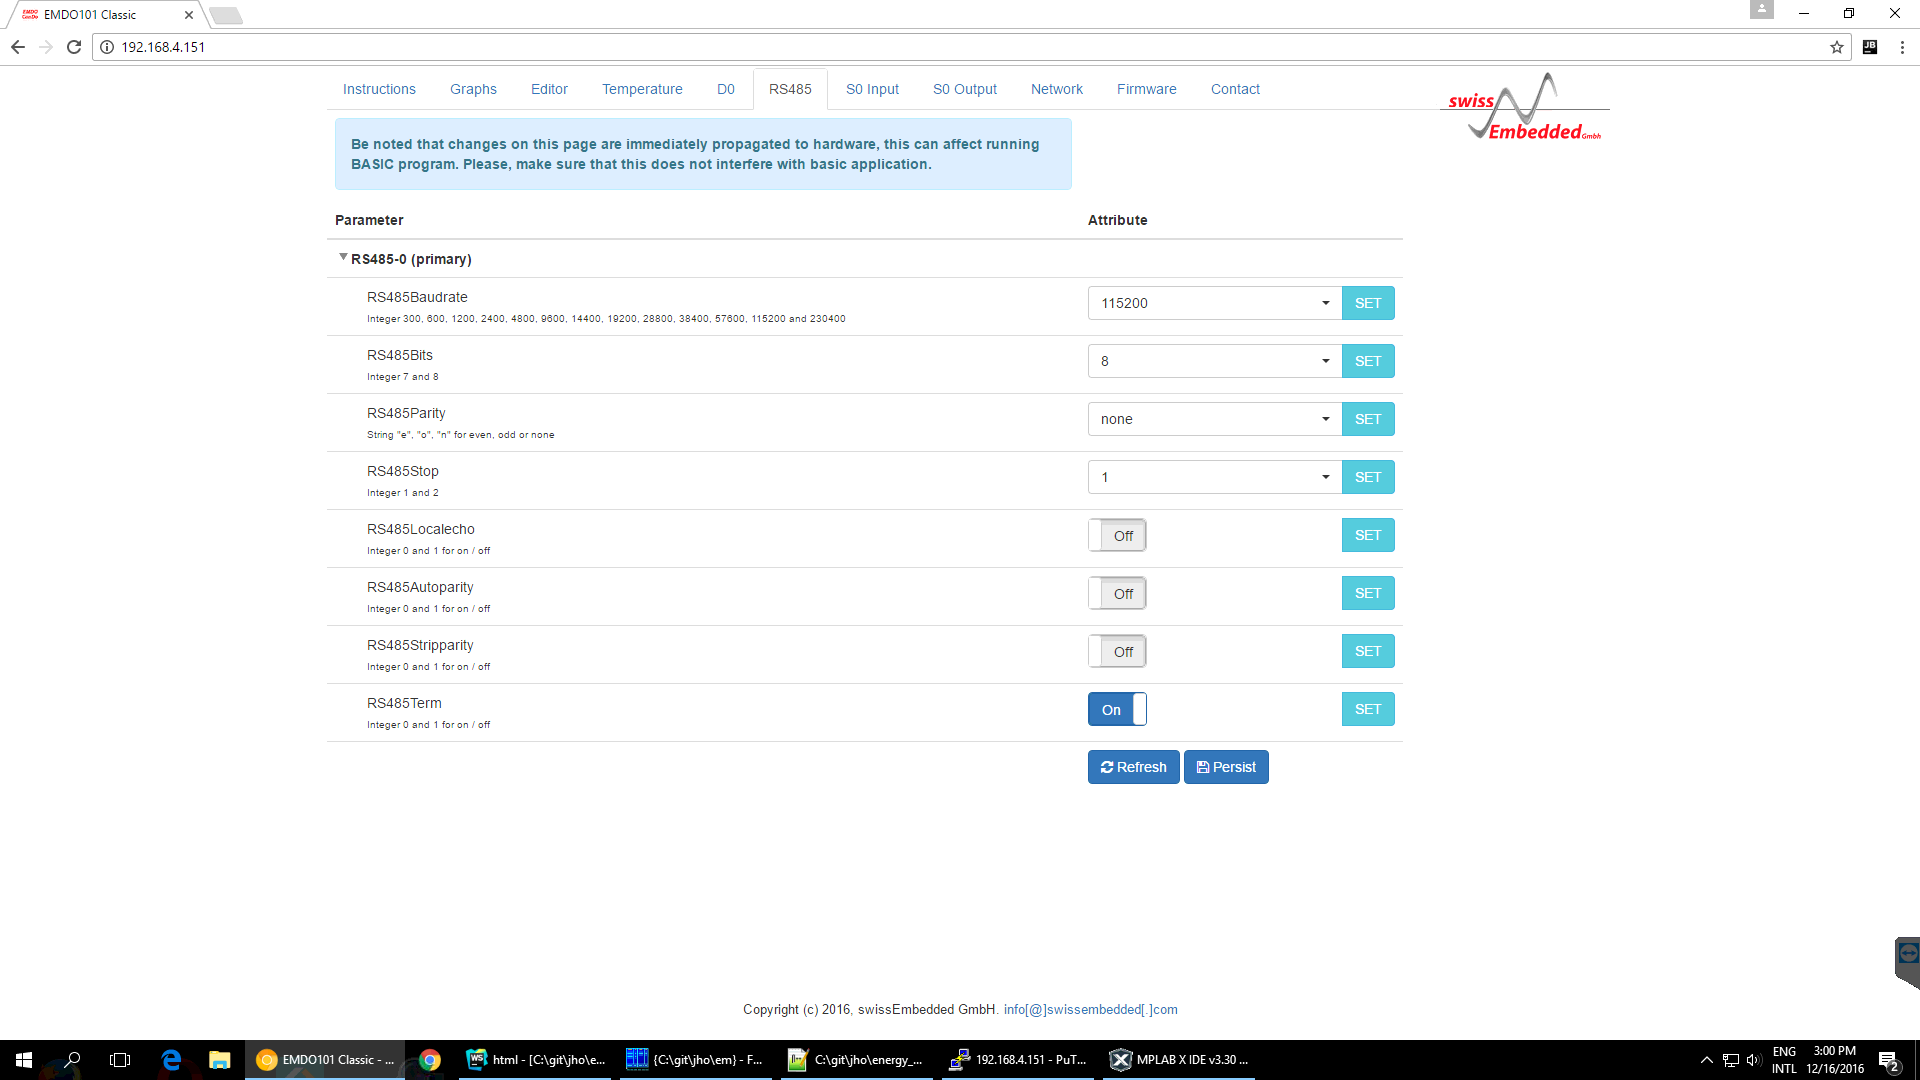 EMDO101 Classic
192.168.4.151
JB
Instructions Graphs Editor Temperature D0 RS485 S0 Input S0 Output Network Firmware Contact
swiss
Embedded Gmbh
Be noted that changes on this page are immediately propagated to hardware, this can affect running
BASIC program. Please, make sure that this does not interfere with basic application.
Parameter Attribute
RS485-0 (primary)
RS485Baudrate
Integer 300, 600, 1200, 2400, 4800, 9600, 14400, 19200, 28800, 38400, 57600, 115200 and 230400
115200 SET
RS485Bits
Integer 7 and 8
8 SET
RS485Parity
String "e", "o", "n" for even, odd or none
none SET
RS485Stop
Integer 1 and 2
1 SET
RS485Localecho
Integer 0 and 1 for on / off
Off SET
RS485Autoparity
Integer 0 and 1 for on / off
Off SET
RS485Stripparity
Integer 0 and 1 for on / off
Off SET
RS485Term
Integer 0 and 1 for on / off
On SET
Refresh Persist
Copyright (c) 2016, swissEmbedded GmbH. info[@]swissembedded[.]com
EMDO101 Classic - ...
WS html - [C:\git\jho\e...
{C:\git\jho\em} - F...
C:\git\jho\energy_...
192.168.4.151 - PuT...
MPLAB X IDE v3.30 ...
ENG
INTL
3:00 PM
12/16/2016
2